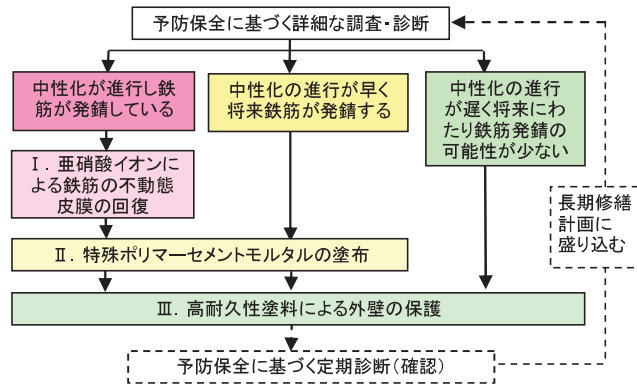 予防保全に基づく詳細な調査・診断
中性化が進行し鉄
筋が発錆している
中性化の進行が早く
将来鉄筋が発錆する
中性化の進行
が遅く将来にわ
たり鉄筋発錆の
可能性が少ない
Ⅰ．亜硝酸イオンに
よる鉄筋の不動態
皮膜の回復
長期修繕
計画に
盛り込む
Ⅱ．特殊ポリマーセメントモルタルの塗布
Ⅲ．高耐久性塗料による外壁の保護
予防保全に基づく定期診断(確認)